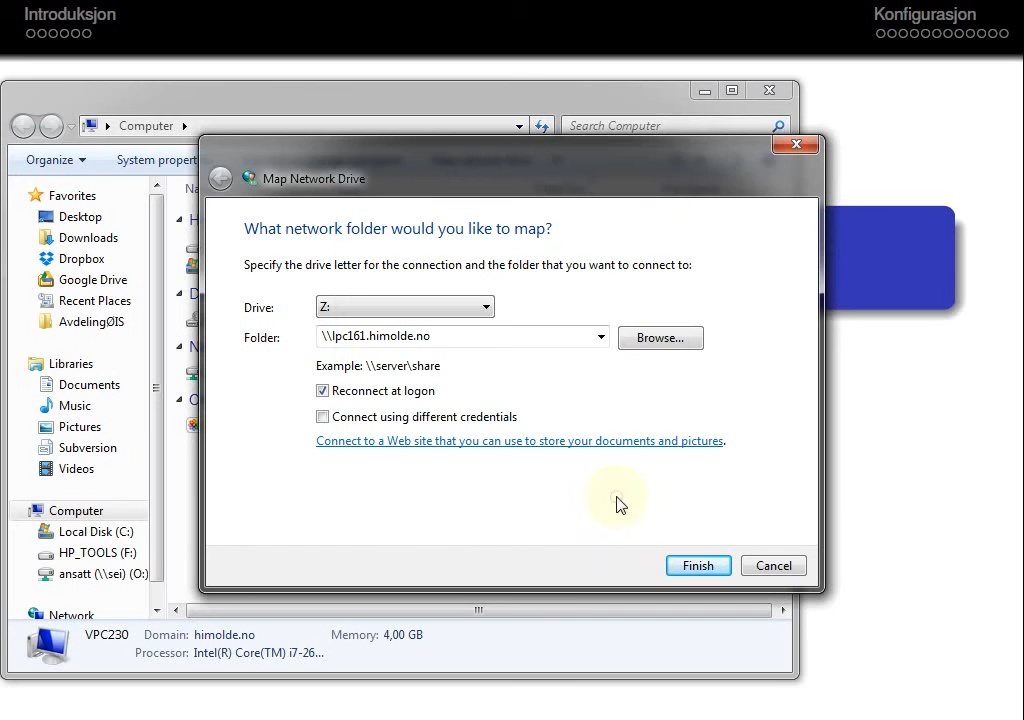 Introduksjon
Konfigurasjon
Computer
Search Computer
Organize
System propert
Na
Favorites
Desktop
Downloads
Dropbox
Google Drive
Recent Places
AvdelingØIS
Libraries
Documents
Music
Pictures
Subversion
Videos
Computer
Local Disk (C:)
HP_TOOLS (F:)
ansatt (\\sei) (O:)
Network
VPC230
Domain: himolde.no
Memory: 4,00 GB
Processor: Intel(R) Core(TM) i7-26...
Map Network Drive
What network folder would you like to map?
Specify the drive letter for the connection and the folder that you want to connect to:
Drive: Z:
Folder: \\lpc161.himolde.no
Browse...
Example: \\server\share
Reconnect at logon
Connect using different credentials
Connect to a Web site that you can use to store your documents and pictures.
Finish
Cancel